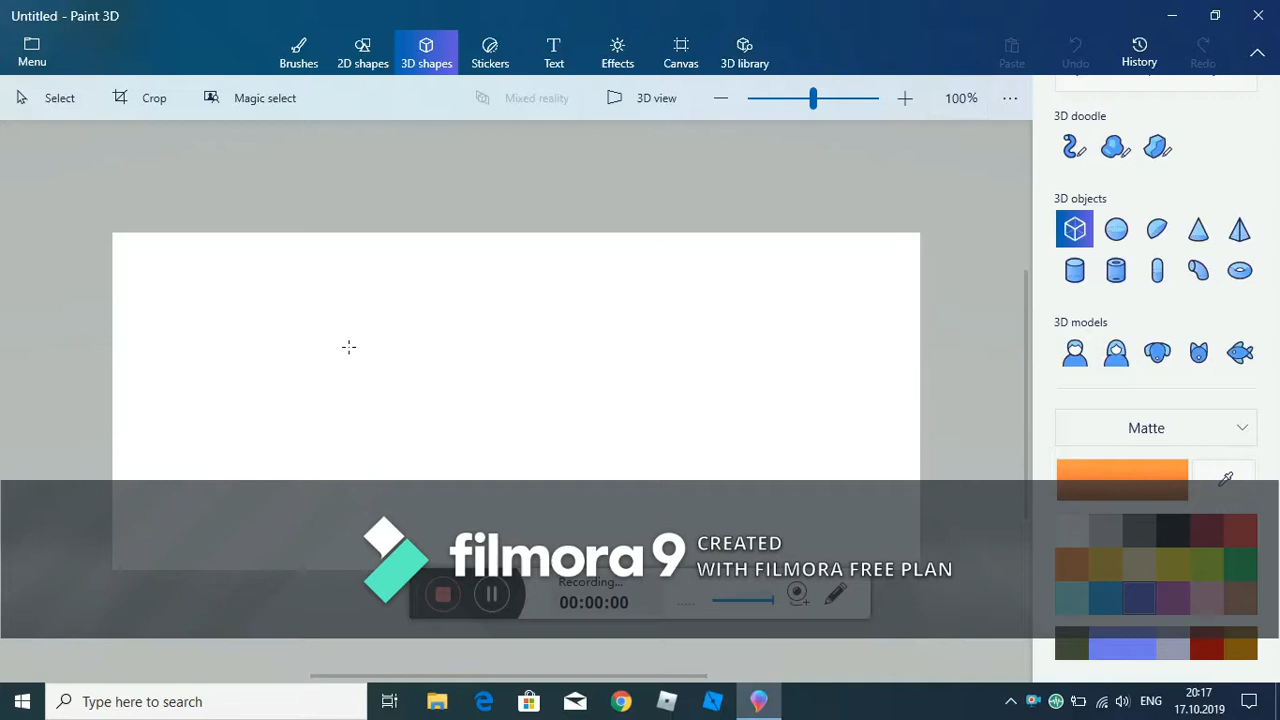 Untitled - Paint 3D
Menu
Brushes
2D shapes
3D shapes
Stickers
Text
Effects
Canvas
3D library
Paste
Undo
History
Redo
Select
Crop
Magic select
Mixed reality
3D view
100%
3D doodle
3D objects
3D models
Matte
filmora9
CREATED
WITH FILMORA FREE PLAN
Recording...
00:00:00
Type here to search
ENG
20:17
17.10.2019